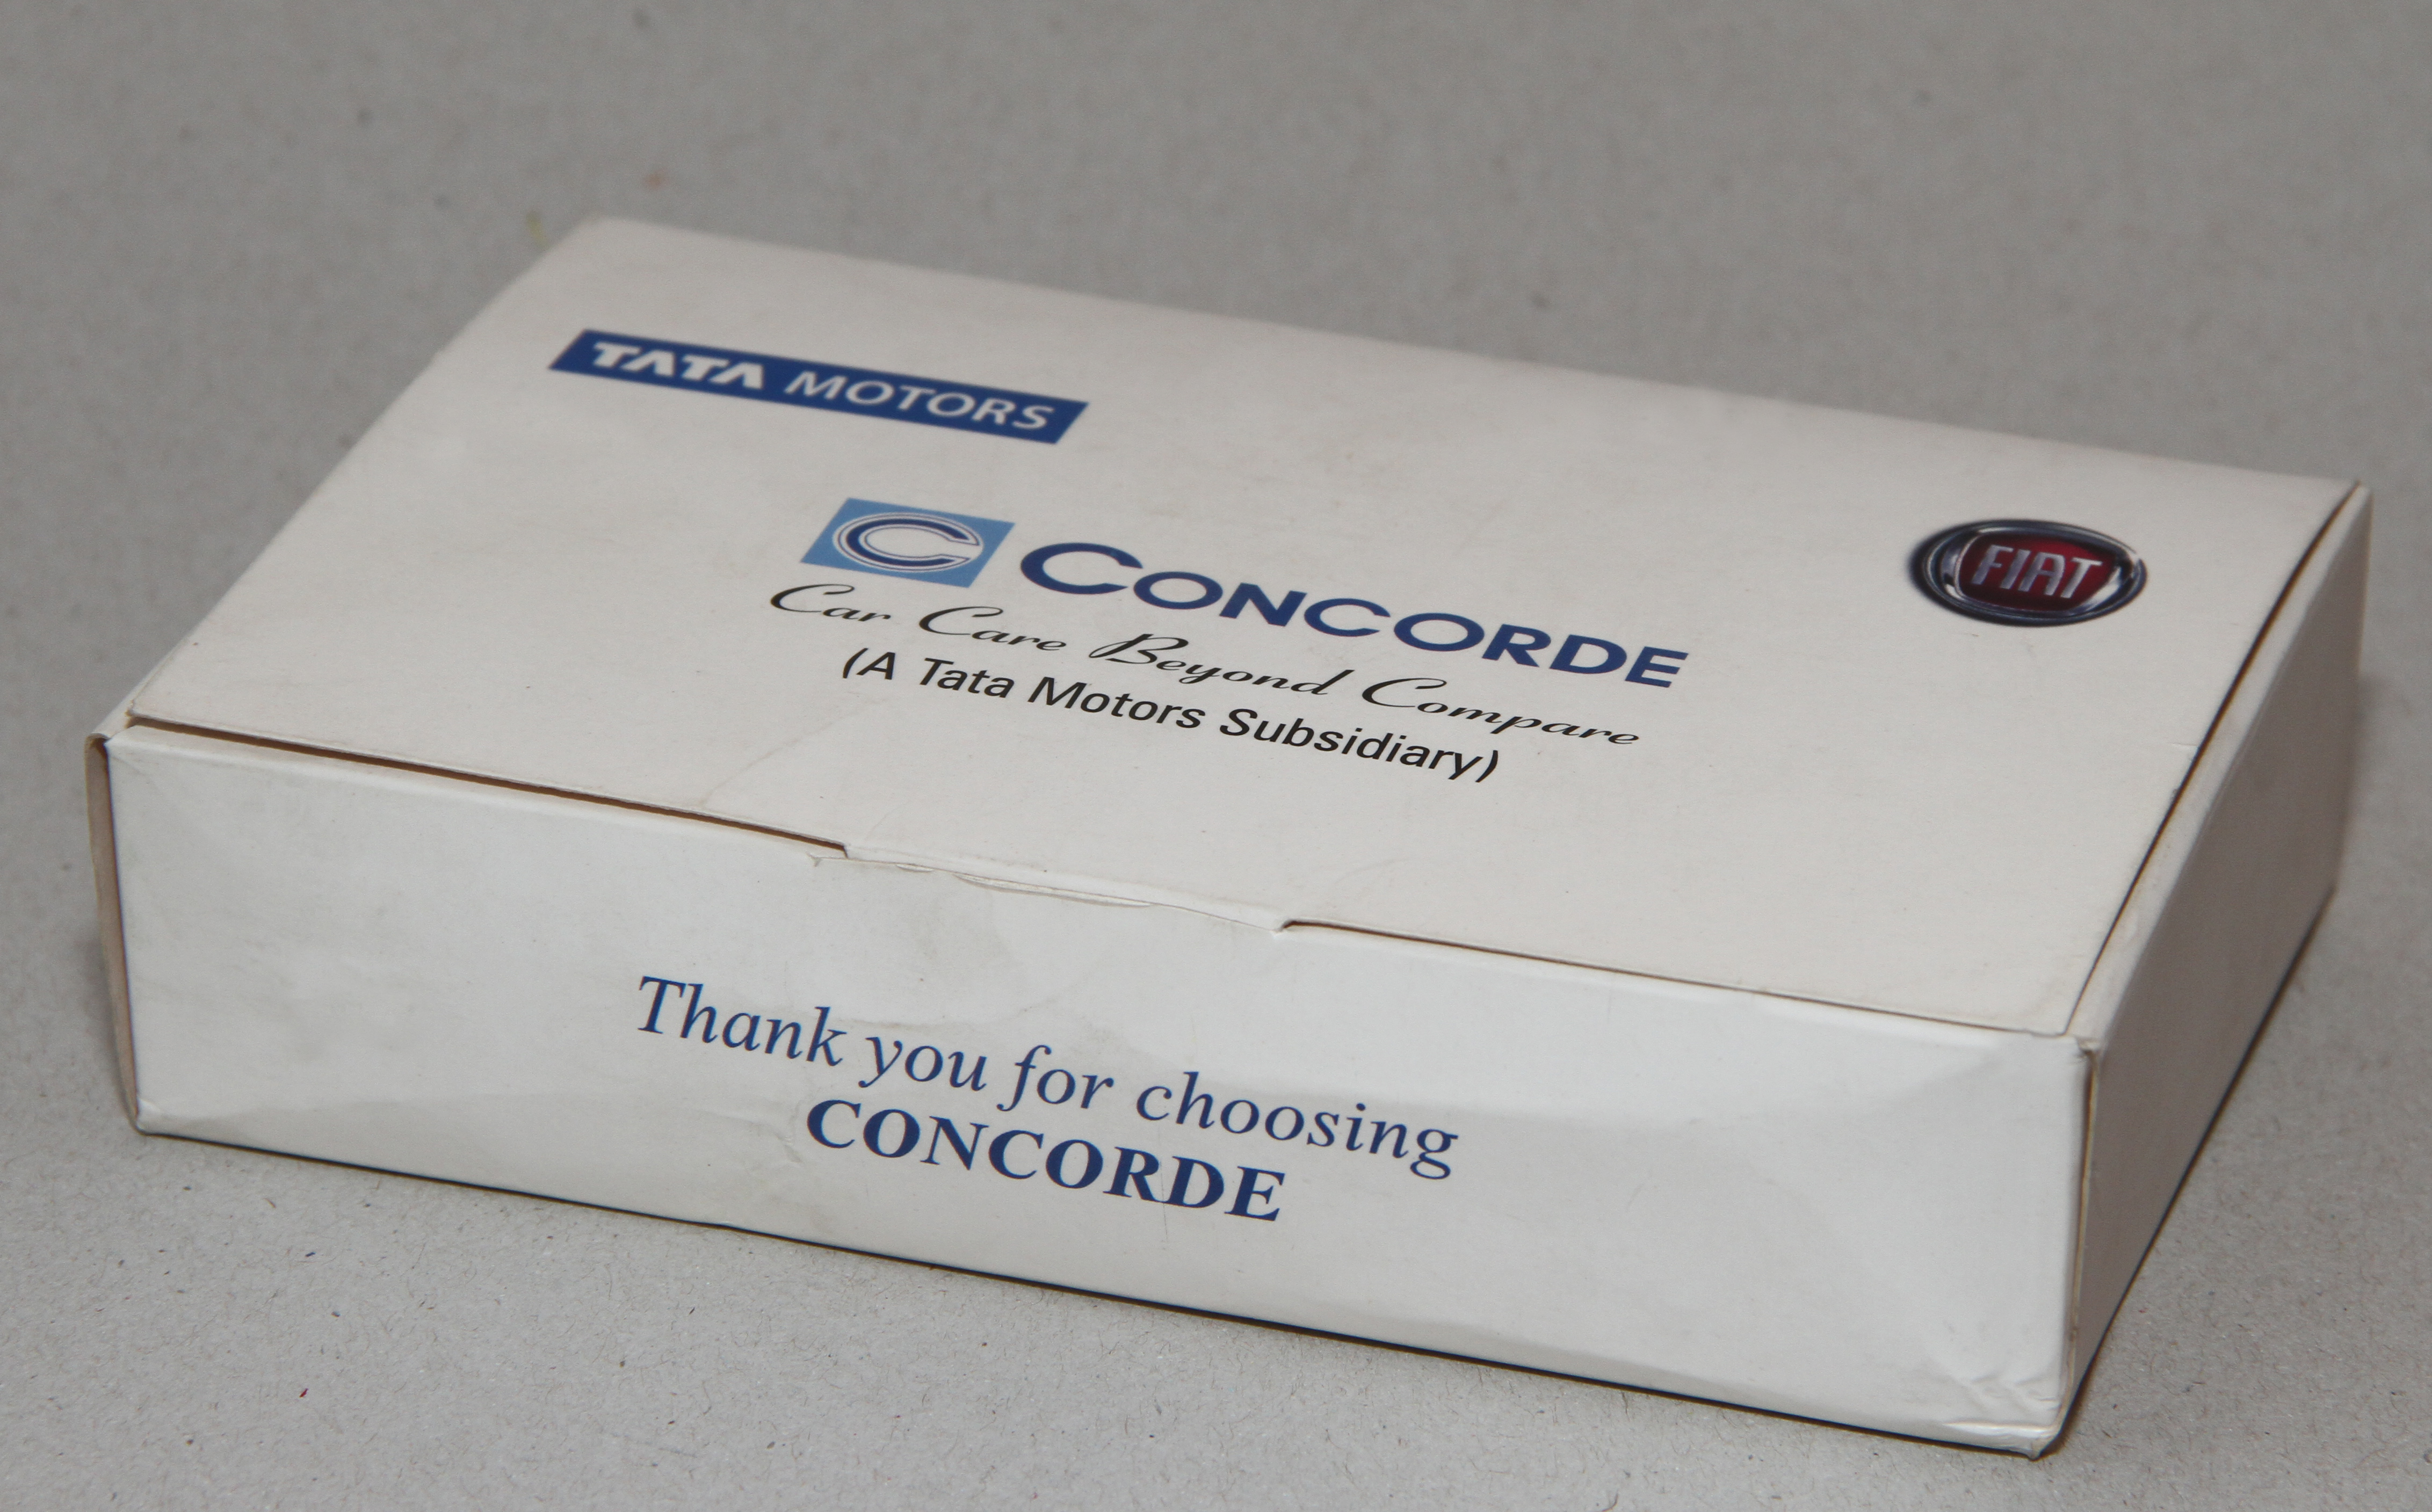 TATA MOTORS
C CONCORDE
FIAT
Car Care Beyond Compare
(A Tata Motors Subsidiary)
Thank you for choosing
CONCORDE